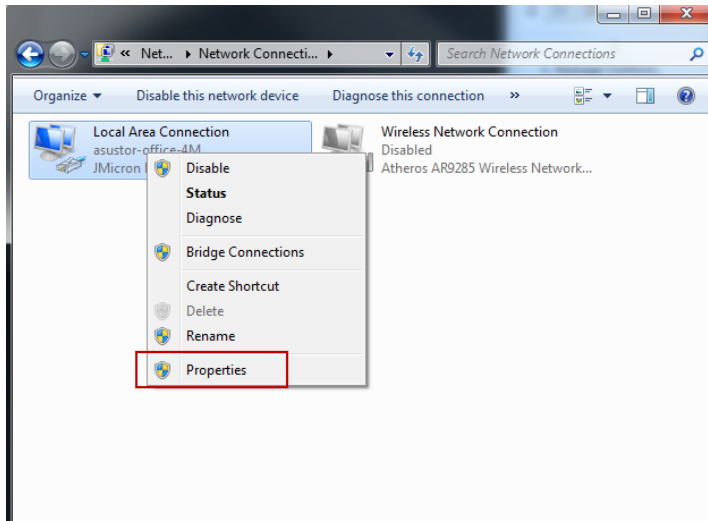 « Net... Network Connecti...
Search Network Connections
Organize Disable this network device Diagnose this connection »
Local Area Connection
asustor-office-4M
JMicron
Wireless Network Connection
Disabled
Atheros AR9285 Wireless Network...
Disable
Status
Diagnose
Bridge Connections
Create Shortcut
Delete
Rename
Properties